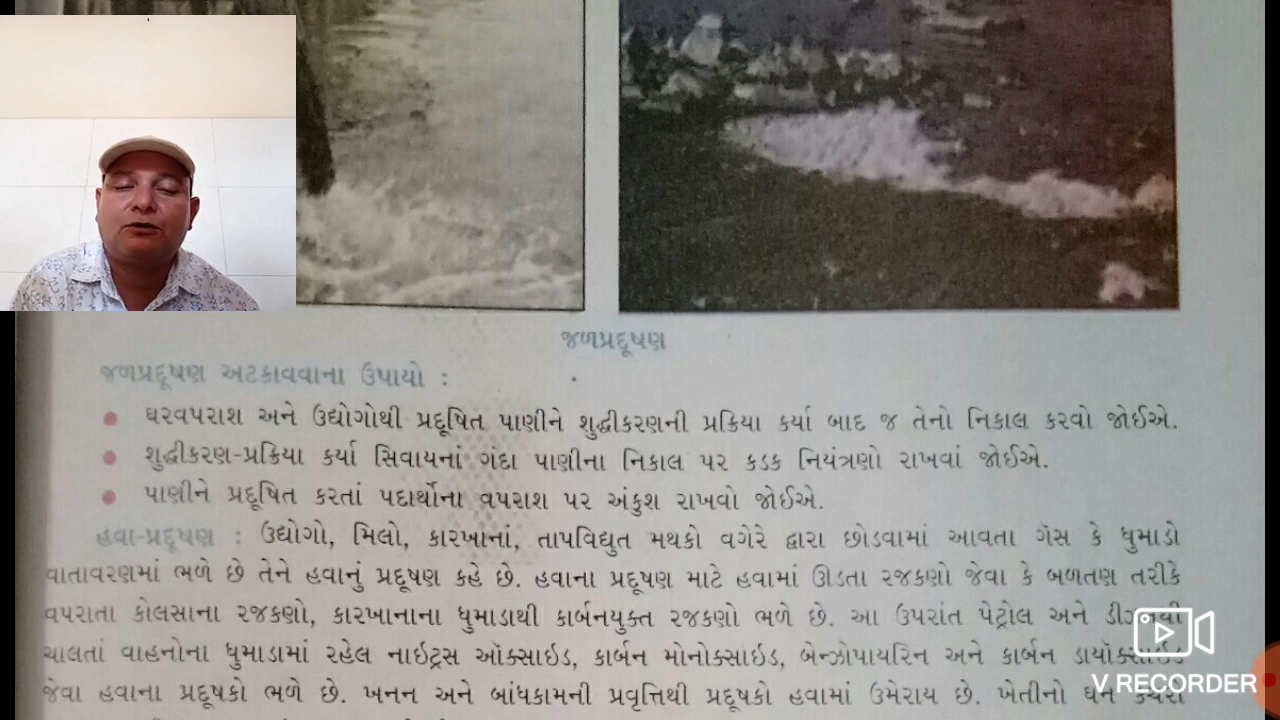 જળપ્રદૂષણ
જળપ્રદૂષણ અટકાવવાના ઉપાયો :
ઘરવપરાશ અને ઉદ્યોગોથી પ્રદૂષિત પાણીને શુદ્ધીકરણની પ્રક્રિયા કર્યા બાદ જ તેનો નિકાલ કરવો જોઈએ.
શુદ્ધીકરણ-પ્રક્રિયા કર્યા સિવાયનાં ગંદા પાણીના નિકાલ પર કડક નિયંત્રણો રાખવાં જોઈએ.
પાણીને પ્રદૂષિત કરતાં પદાર્થોના વપરાશ પર અંકુશ રાખવો જોઈએ.
હવા-પ્રદૂષણ : ઉદ્યોગો, મિલો, કારખાનાં, તાપવિદ્યુત મથકો વગેરે દ્વારા છોડવામાં આવતા ગૅસ કે ધુમાડો
વાતાવરણમાં ભળે છે તેને હવાનું પ્રદૂષણ કહે છે. હવાના પ્રદૂષણ માટે હવામાં ઊડતા રજકણો જેવા કે બળતણ તરીકે
વપરાતા કોલસાના રજકણો, કારખાનાના ધુમાડાથી કાર્બનયુક્ત રજકણો ભળે છે. આ ઉપરાંત પેટ્રોલ અને
ચાલતાં વાહનોના ધુમાડામાં રહેલ નાઈટ્રસ ઑક્સાઇડ, કાર્બન મોનોક્સાંઇડ, બેન્ઝોપાયરિન અને કાર્બન ડાયૉક્સાઇડ
જેવા હવાના પ્રદૂષકો ભળે છે. ખનન અને બાંધકામની પ્રવૃત્તિથી પ્રદૂષકો હવામાં ઉમેરાય છે. ખેતીનો ઘન
V RECORDER